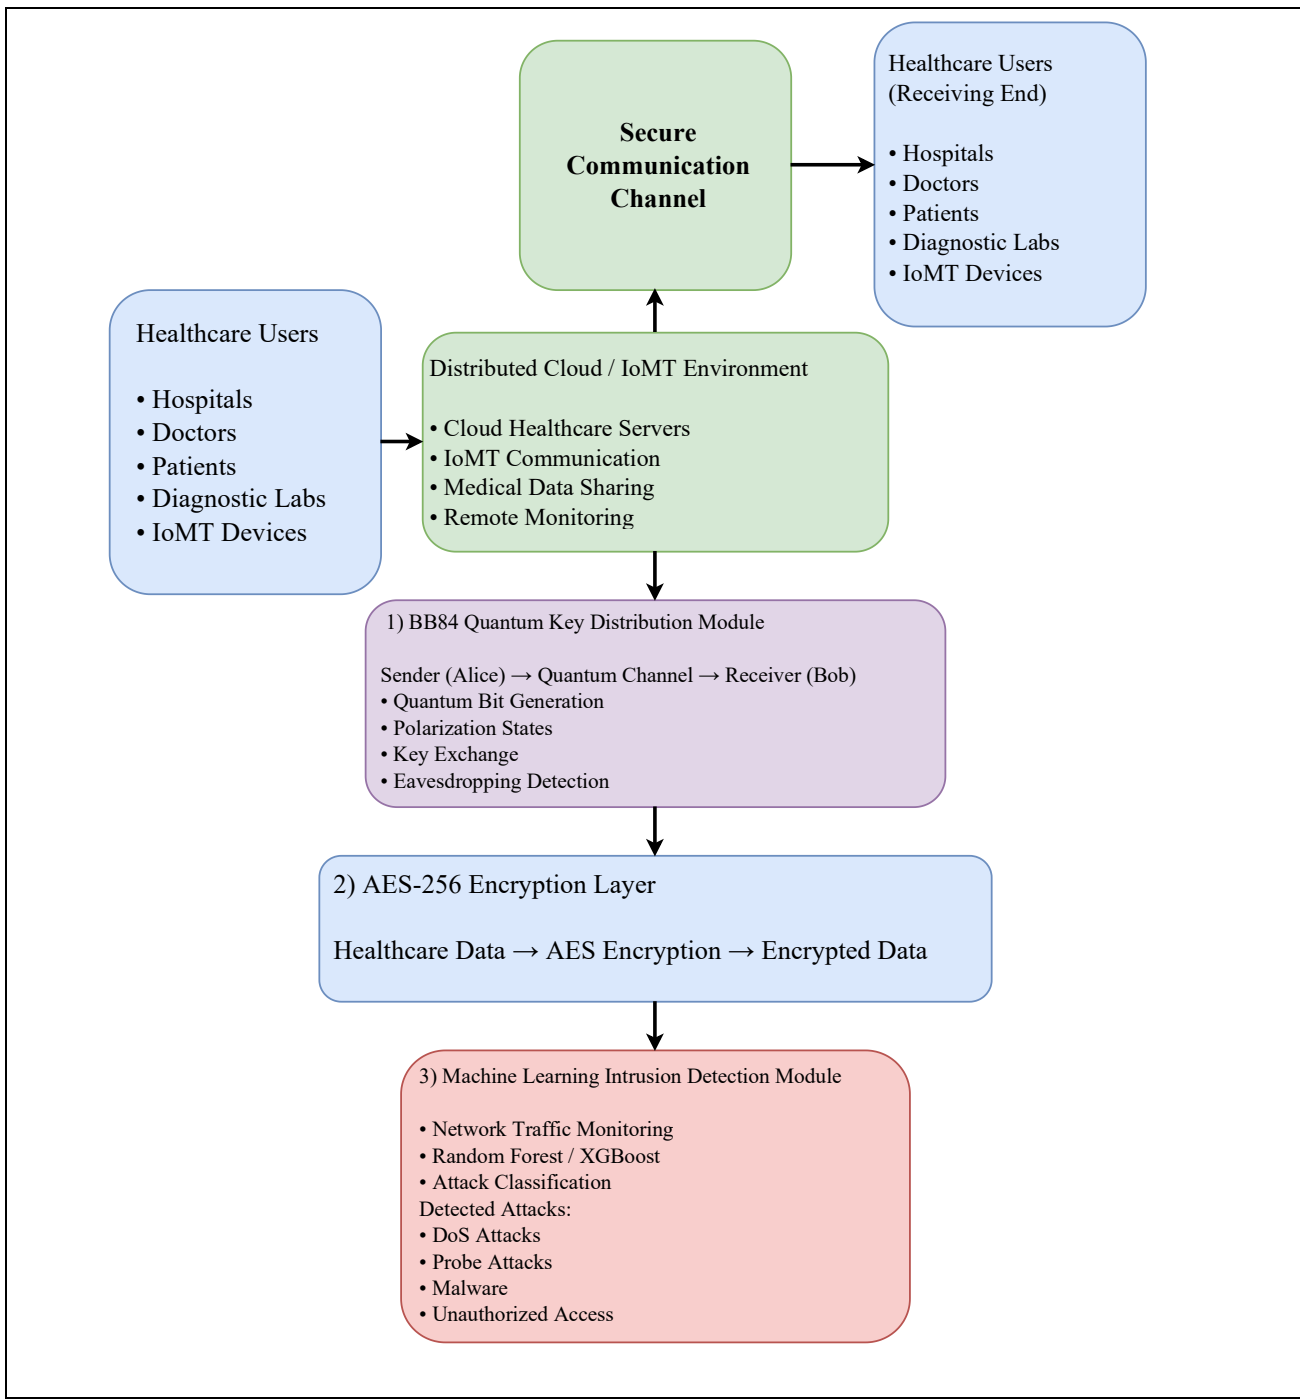 Secure
Communication
Channel
Healthcare Users
(Receiving End)
• Hospitals
• Doctors
• Patients
• Diagnostic Labs
• IoMT Devices
Healthcare Users
• Hospitals
• Doctors
• Patients
• Diagnostic Labs
• IoMT Devices
Distributed Cloud / IoMT Environment
• Cloud Healthcare Servers
• IoMT Communication
• Medical Data Sharing
• Remote Monitoring
1) BB84 Quantum Key Distribution Module
Sender (Alice) → Quantum Channel → Receiver (Bob)
• Quantum Bit Generation
• Polarization States
• Key Exchange
• Eavesdropping Detection
2) AES-256 Encryption Layer
Healthcare Data → AES Encryption → Encrypted Data
3) Machine Learning Intrusion Detection Module
• Network Traffic Monitoring
• Random Forest / XGBoost
• Attack Classification
Detected Attacks:
• DoS Attacks
• Probe Attacks
• Malware
• Unauthorized Access